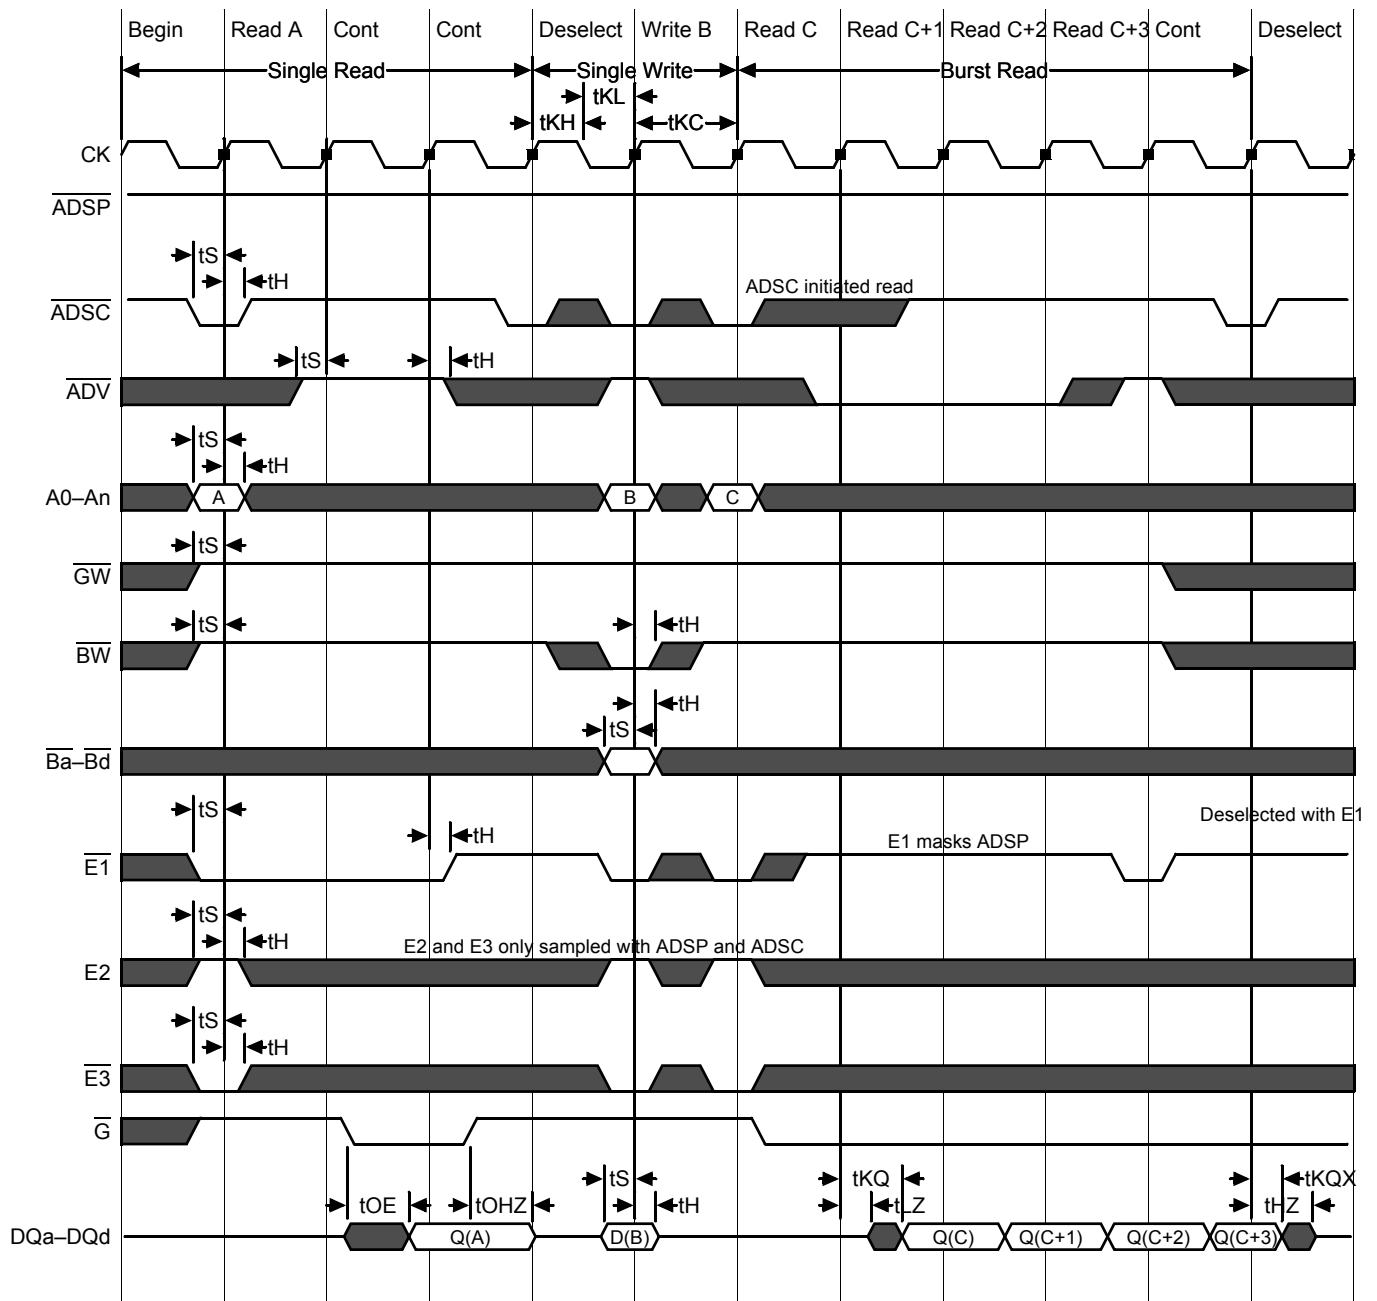 Begin Read A Cont Cont Deselect Write B Read C Read C+1 Read C+2 Read C+3 Cont Deselect
Single Read Single Write Burst Read
tKL
tKH tKC
CK
ADSP
tS
tH
ADSC initiated read
ADSC
tS tH
ADV
tS
tH
A0–An A B C
tS
GW
tS tH
BW
tH
tS
Ba–Bd
tS
Deselected with E1
tH
E1 masks ADSP
E1
tS
tH
E2 and E3 only sampled with ADSP and ADSC
E2
tS
tH
E3
G
tS tKQ tKQX
tOE tOHZ tH tLZ tHZ
DQa–DQd Q(A) D(B) Q(C) Q(C+1) Q(C+2) Q(C+3)